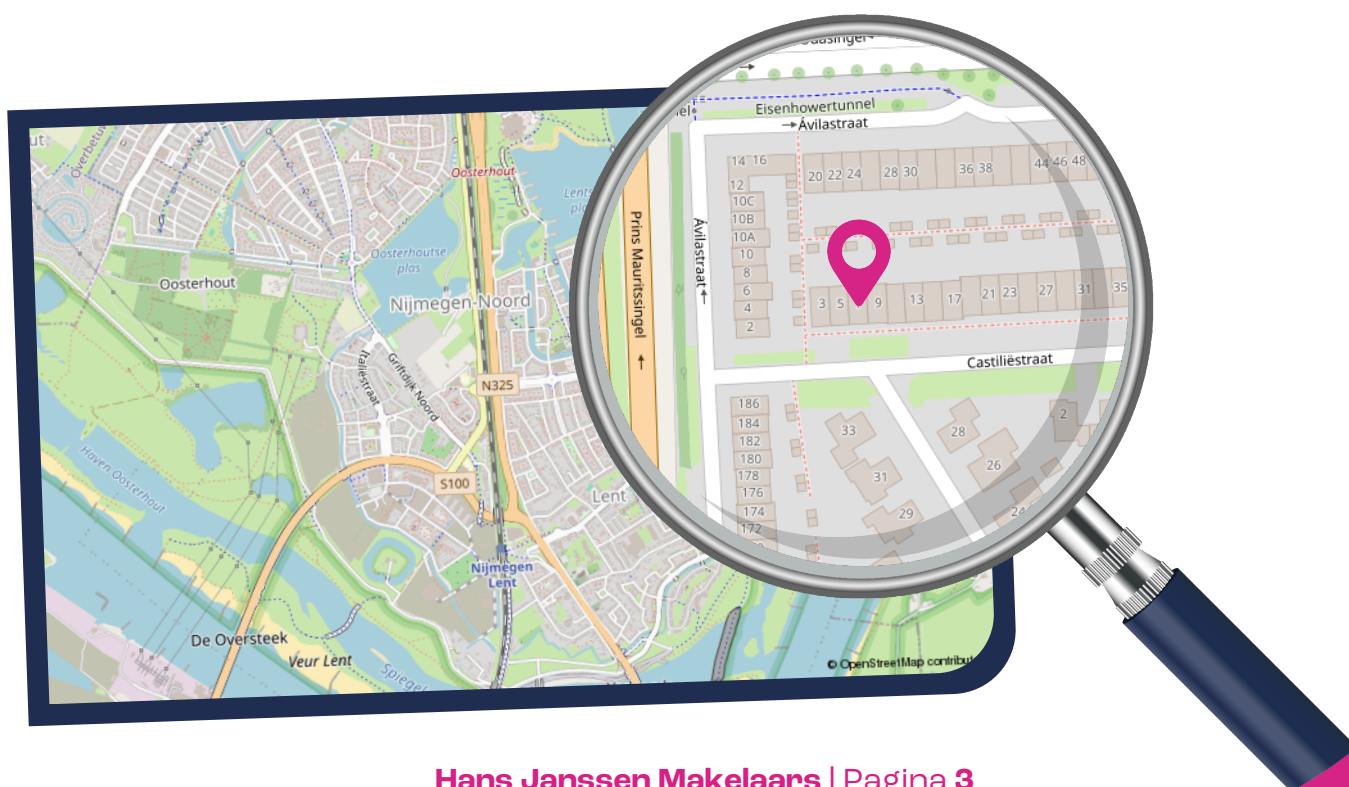 Overbetuw
Oosterhout
Oosterhoutse
plas
Oosterhout
Nijmegen-Noord
Italiëstraat
Griftdijk Noord
N325
S100
Lent
Haven Oosterhout
Nijmegen
Lent
De Oversteek
Veur Lent
Spiegel
© OpenStreetMap contribut
Eisenhowertunnel
Ávilastraat
Prins Mauritssingel
Ávilastraat
14 16
12
10C
10B
10A
10
8
6
4
2
20 22 24 28 30 36 38 44 46 48
3 5 9 13 17 21 23 27 31 35
Castiliëstraat
186
184
182
180
178
176
174
172
33
31
29
28
26
24
2
Hans Janssen Makelaars | Pagina 3